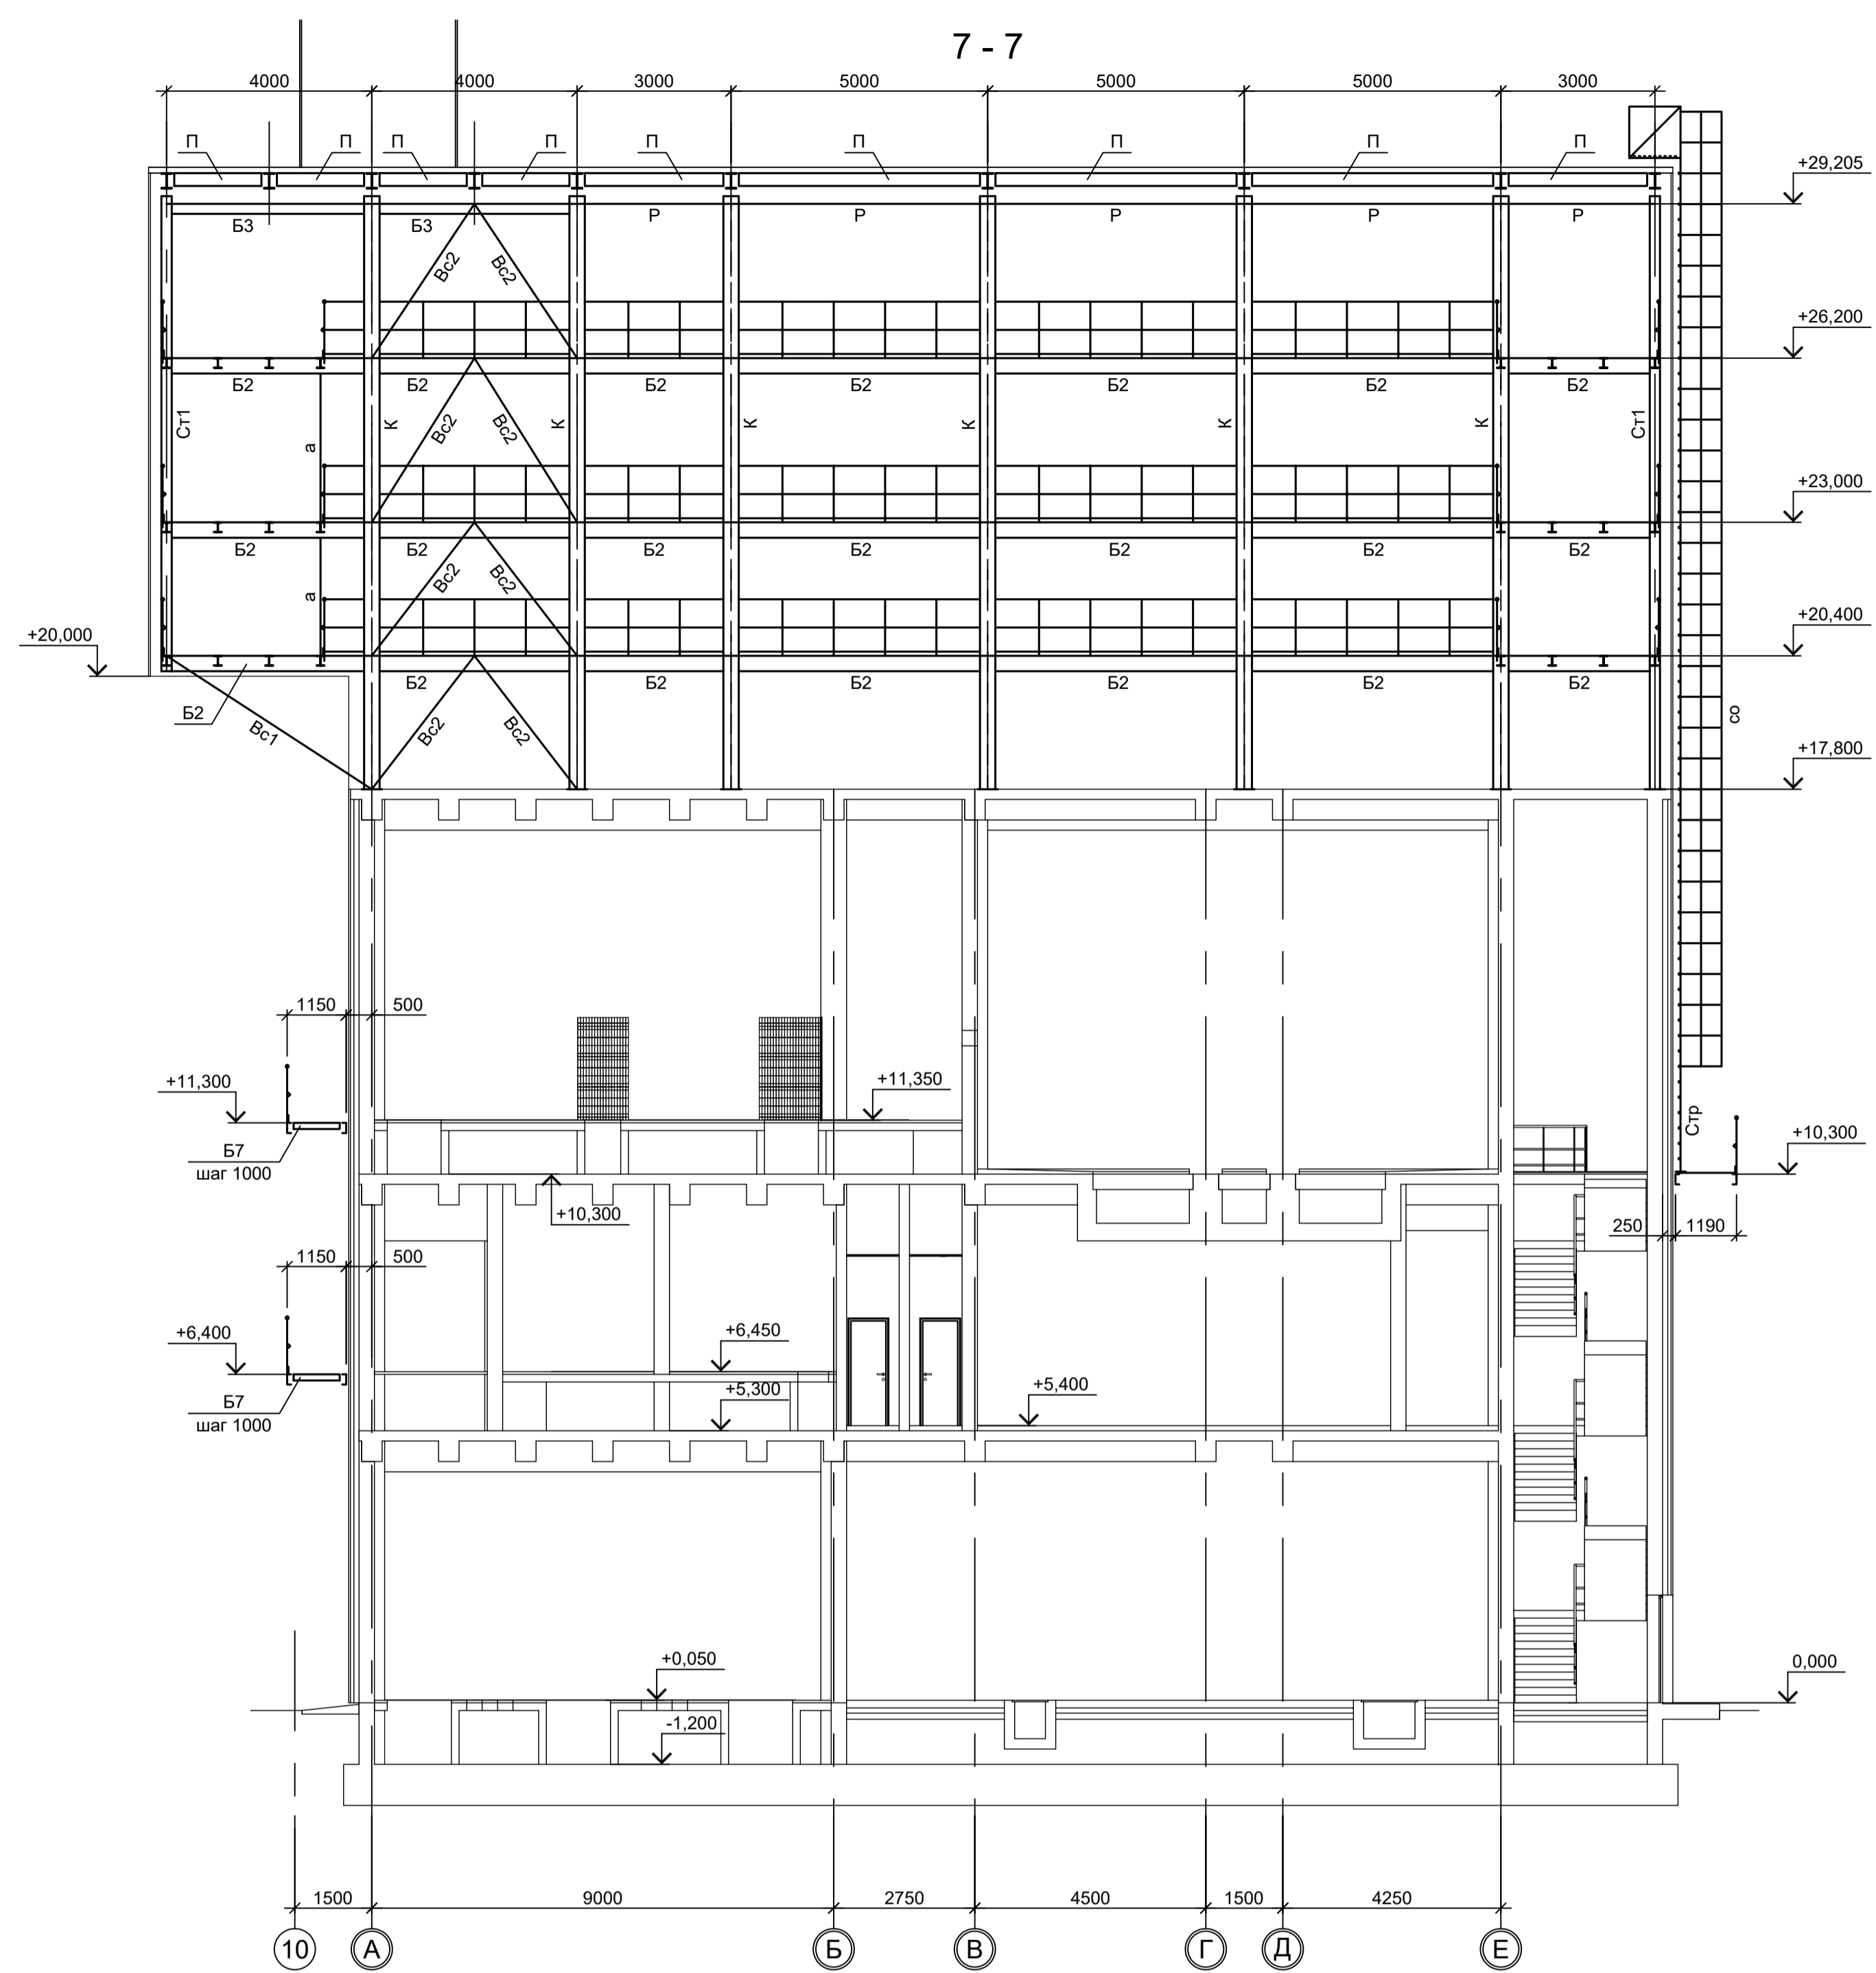 7 - 7
4000 4000 3000 5000 5000 5000 3000
П П П П П П П П П
+29,205
Б3 Б3 Р Р Р Р Р
Вс2 Вс2
+26,200
Б2 Б2 Б2 Б2 Б2 Б2 Б2
Ст1 а К Вс2 Вс2 К К К К К Ст1
+23,000
Б2 Б2 Б2 Б2 Б2 Б2 Б2
а Вс2 Вс2
+20,000
+20,400
Б2 Б2 Б2 Б2 Б2 Б2
Б2
Вс1 Вс2 Вс2
со
+17,800
1150 500
+11,300
+11,350
Стр
+10,300
Б7
шаг 1000
+10,300
250 1190
1150 500
+6,400
+6,450
+5,300
+5,400
Б7
шаг 1000
+0,050
0,000
-1,200
1500 9000 2750 4500 1500 4250
10 А Б В Г Д Е